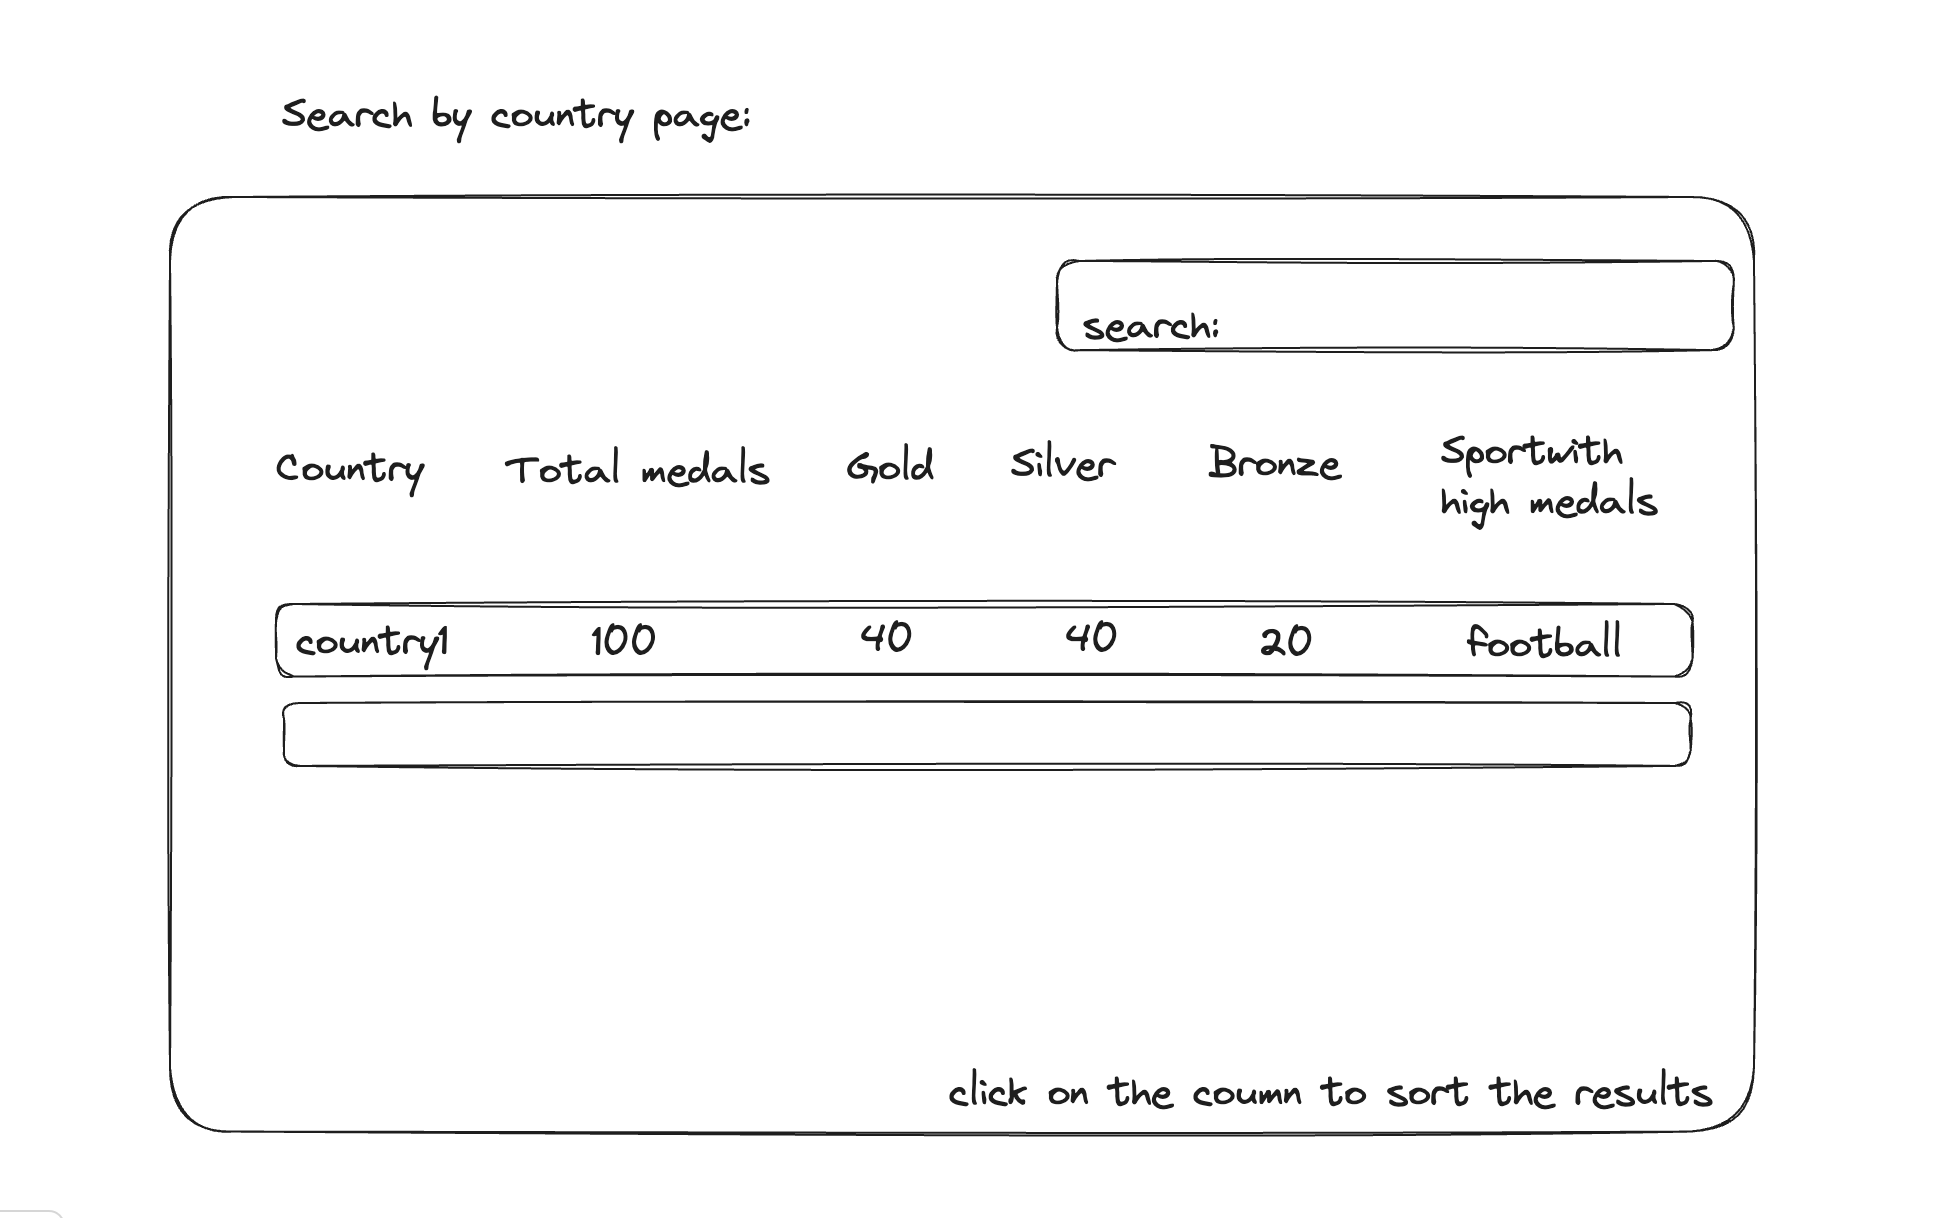 Search by country page:
search:
Country Total medals Gold Silver Bronze Sportwith
high medals
country1 100 40 40 20 football
click on the coumn to sort the results